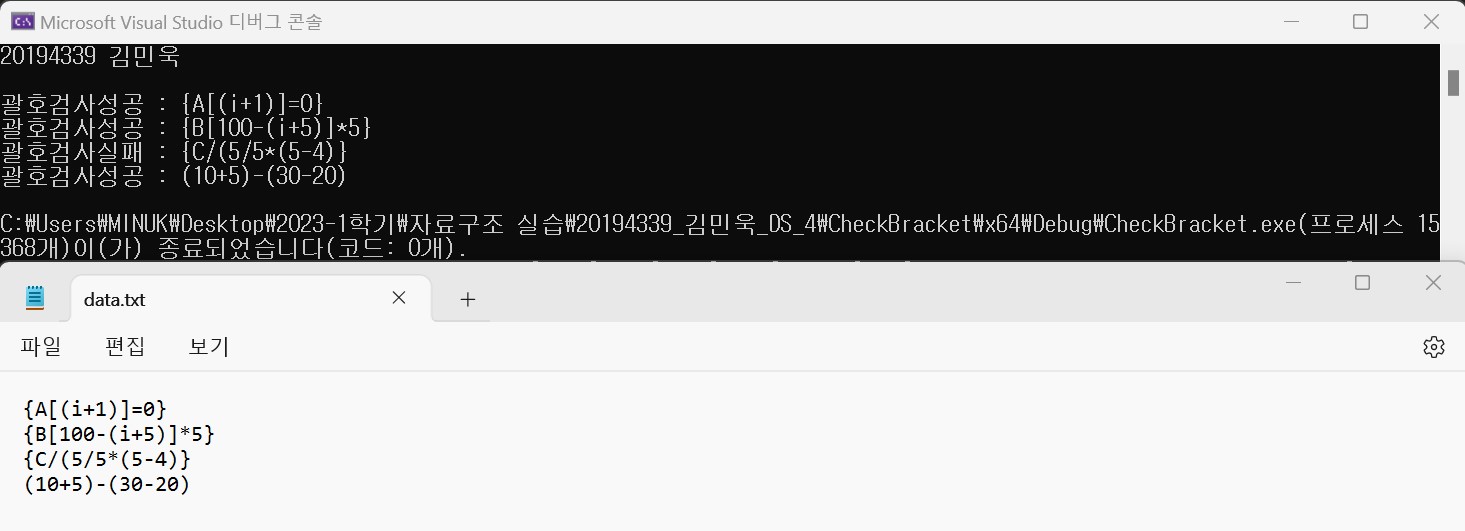 Microsoft Visual Studio 디버그 콘솔
20194339 김민욱
괄호검사성공 : {A[(i+1)]=0}
괄호검사성공 : {B[100-(i+5)]*5}
괄호검사실패 : {C/(5/5*(5-4)}
괄호검사성공 : (10+5)-(30-20)
C:₩Users₩MINUK₩Desktop₩2023-1학기₩자료구조 실습₩20194339_김민욱_DS_4₩CheckBracket₩x64₩Debug₩CheckBracket.exe(프로세스 15
368개)이(가) 종료되었습니다(코드: 0개).
data.txt
파일 편집 보기
{A[(i+1)]=0}
{B[100-(i+5)]*5}
{C/(5/5*(5-4)}
(10+5)-(30-20)